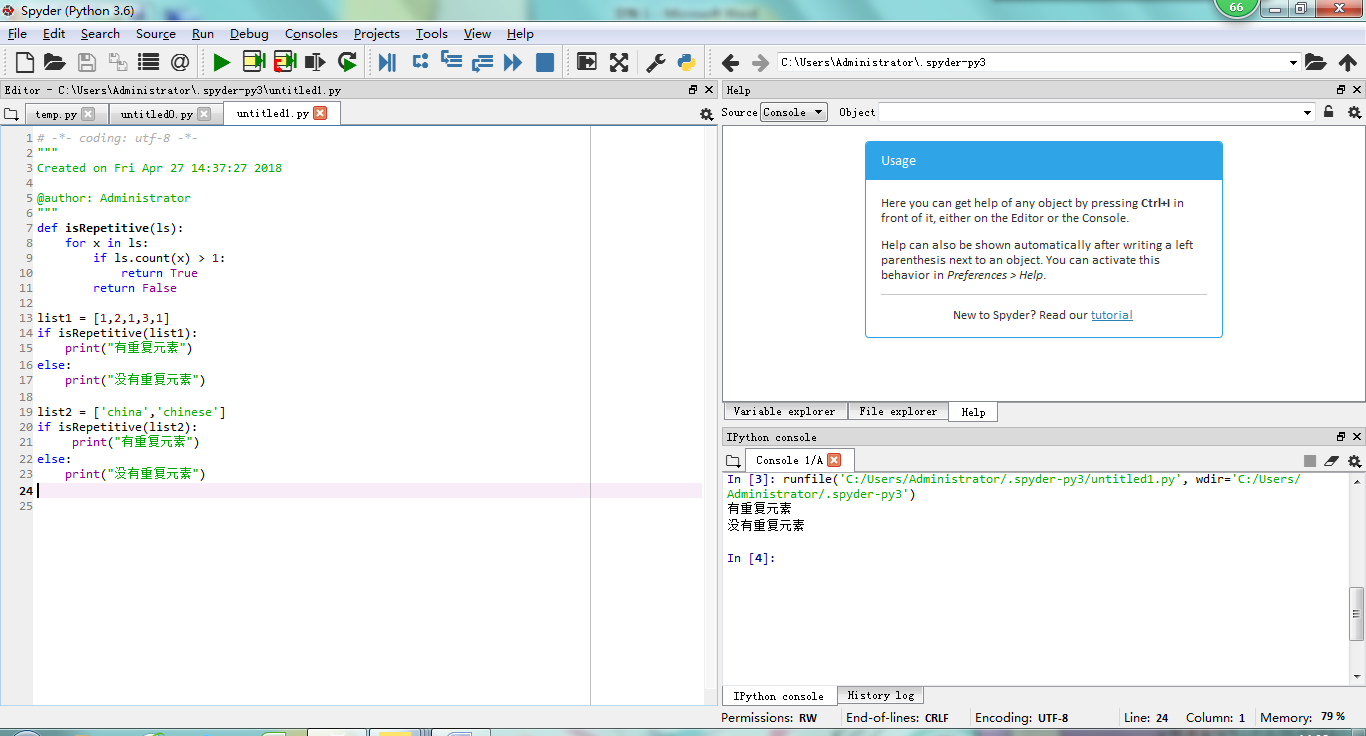 Spyder (Python 3.6)
66
File Edit Search Source Run Debug Consoles Projects Tools View Help
C:\Users\Administrator\.spyder-py3
Editor - C:\Users\Administrator\.spyder-py3\untitled1.py
temp.py untitled0.py untitled1.py
1 # -*- coding: utf-8 -*-
2 """
3 Created on Fri Apr 27 14:37:27 2018
4
5 @author: Administrator
6 """
7 def isRepetitive(ls):
8     for x in ls:
9         if ls.count(x) > 1:
10             return True
11         return False
12
13 list1 = [1,2,1,3,1]
14 if isRepetitive(list1):
15     print("有重复元素")
16 else:
17     print("没有重复元素")
18
19 list2 = ['china','chinese']
20 if isRepetitive(list2):
21      print("有重复元素")
22 else:
23     print("没有重复元素")
24
25
Help
Source Console Object
Usage
Here you can get help of any object by pressing Ctrl+I in
front of it, either on the Editor or the Console.
Help can also be shown automatically after writing a left
parenthesis next to an object. You can activate this
behavior in Preferences > Help.
New to Spyder? Read our tutorial
Variable explorer File explorer Help
IPython console
Console 1/A
In [3]: runfile('C:/Users/Administrator/.spyder-py3/untitled1.py', wdir='C:/Users/
Administrator/.spyder-py3')
有重复元素
没有重复元素
In [4]:
IPython console History log
Permissions: RW End-of-lines: CRLF Encoding: UTF-8 Line: 24 Column: 1 Memory: 79 %